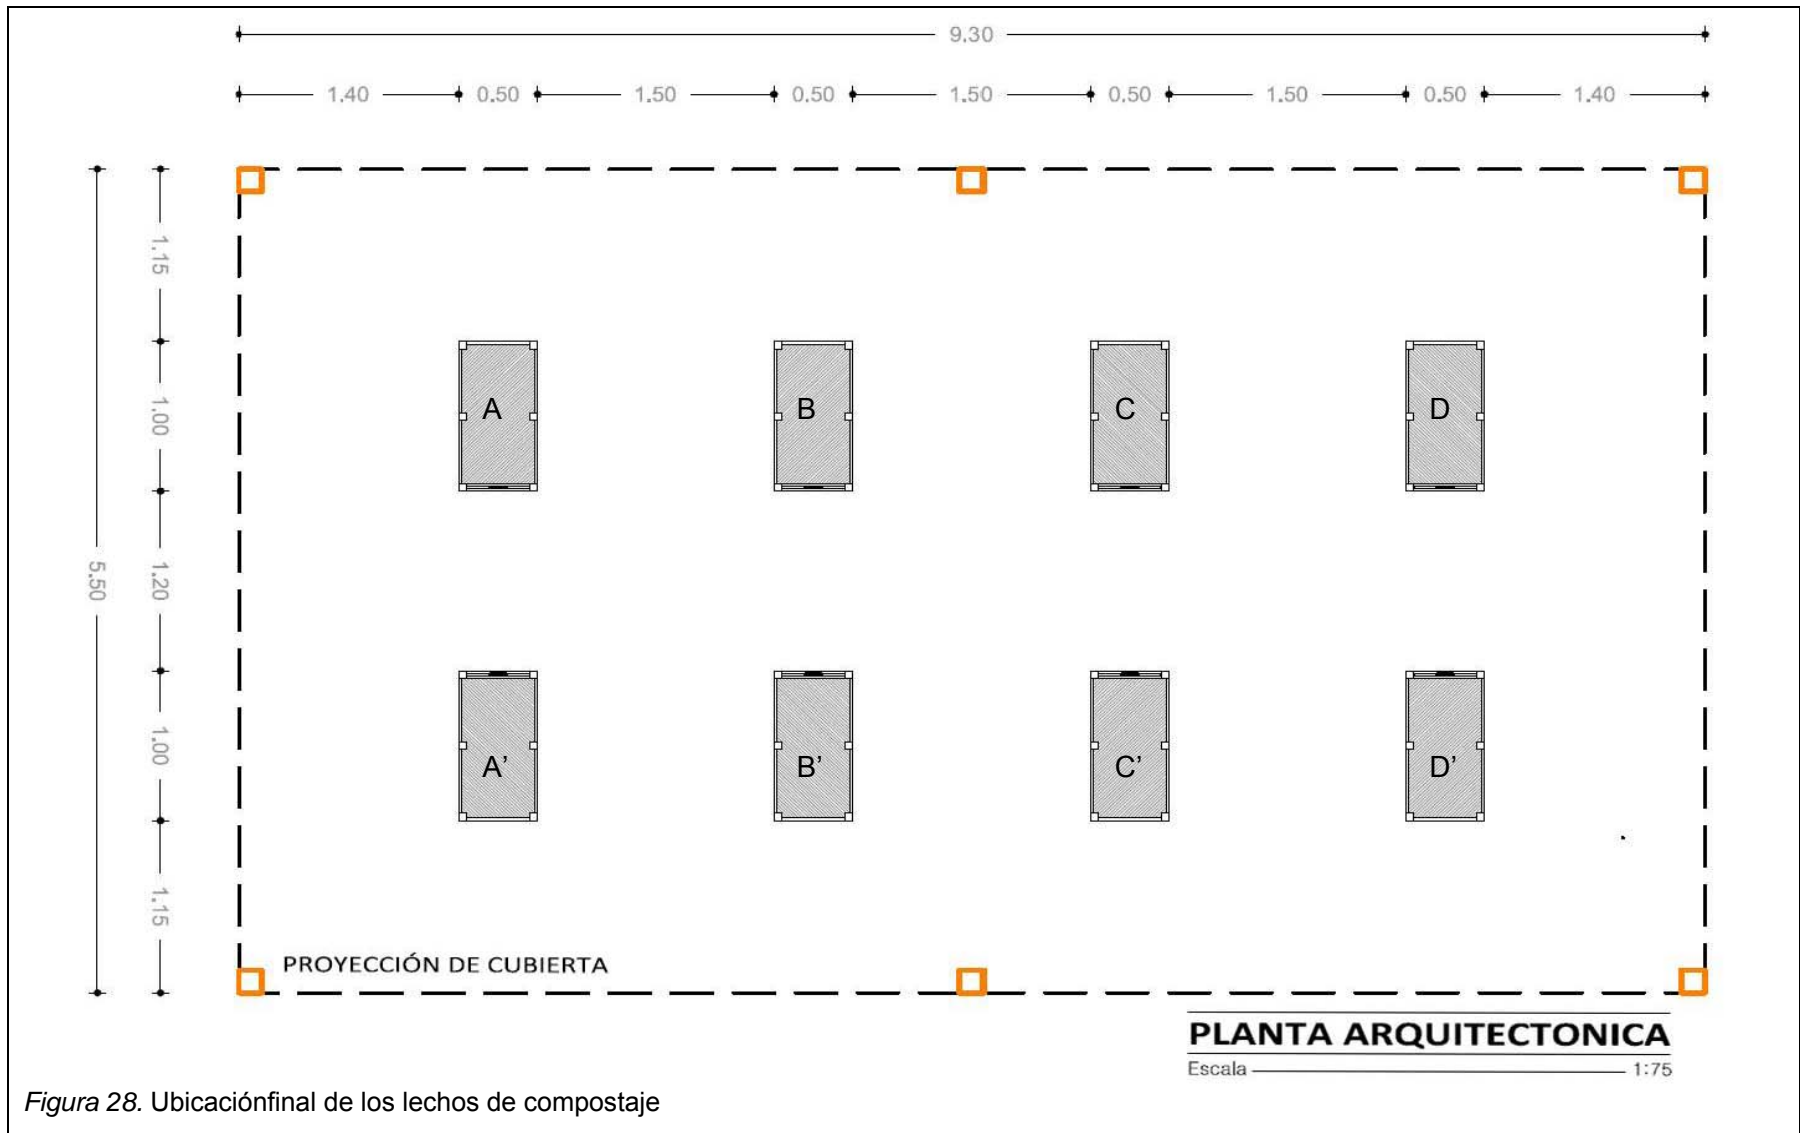 9.30
1.40 0.50 1.50 0.50 1.50 0.50 1.50 0.50 1.40
5.50
1.15
1.00
1.20
1.00
1.15
A B C D
A’ B’ C’ D’
PROYECCIÓN DE CUBIERTA
PLANTA ARQUITECTONICA
Escala 1:75
Figura 28. Ubicaciónfinal de los lechos de compostaje